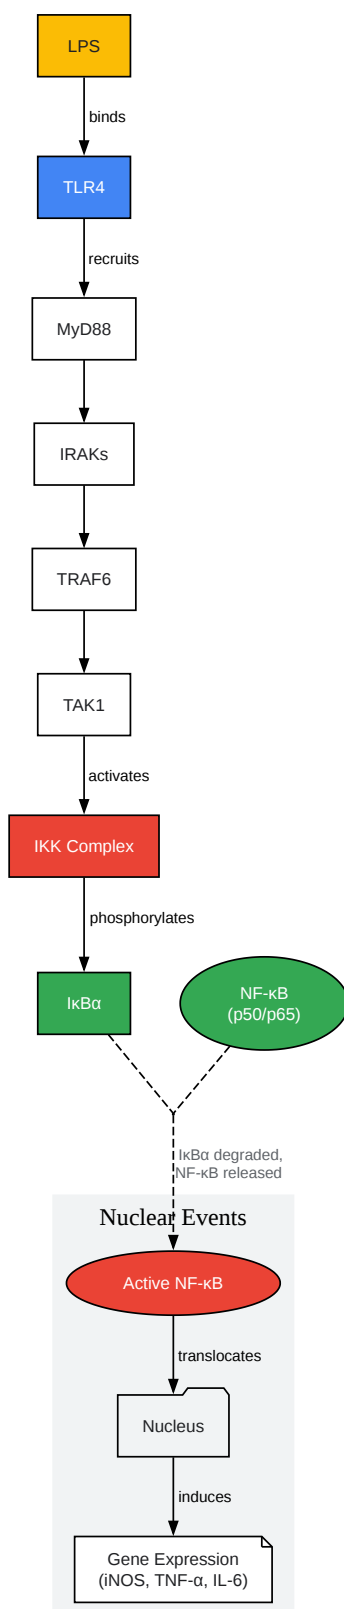 LPS
binds
TLR4
recruits
MyD88
IRAKs
TRAF6
TAK1
activates
IKK Complex
phosphorylates
IκBα
NF-κB
(p50/p65)
IκBα degraded,
NF-κB released
Nuclear Events
Active NF-κB
translocates
Nucleus
induces
Gene Expression
(iNOS, TNF-α, IL-6)